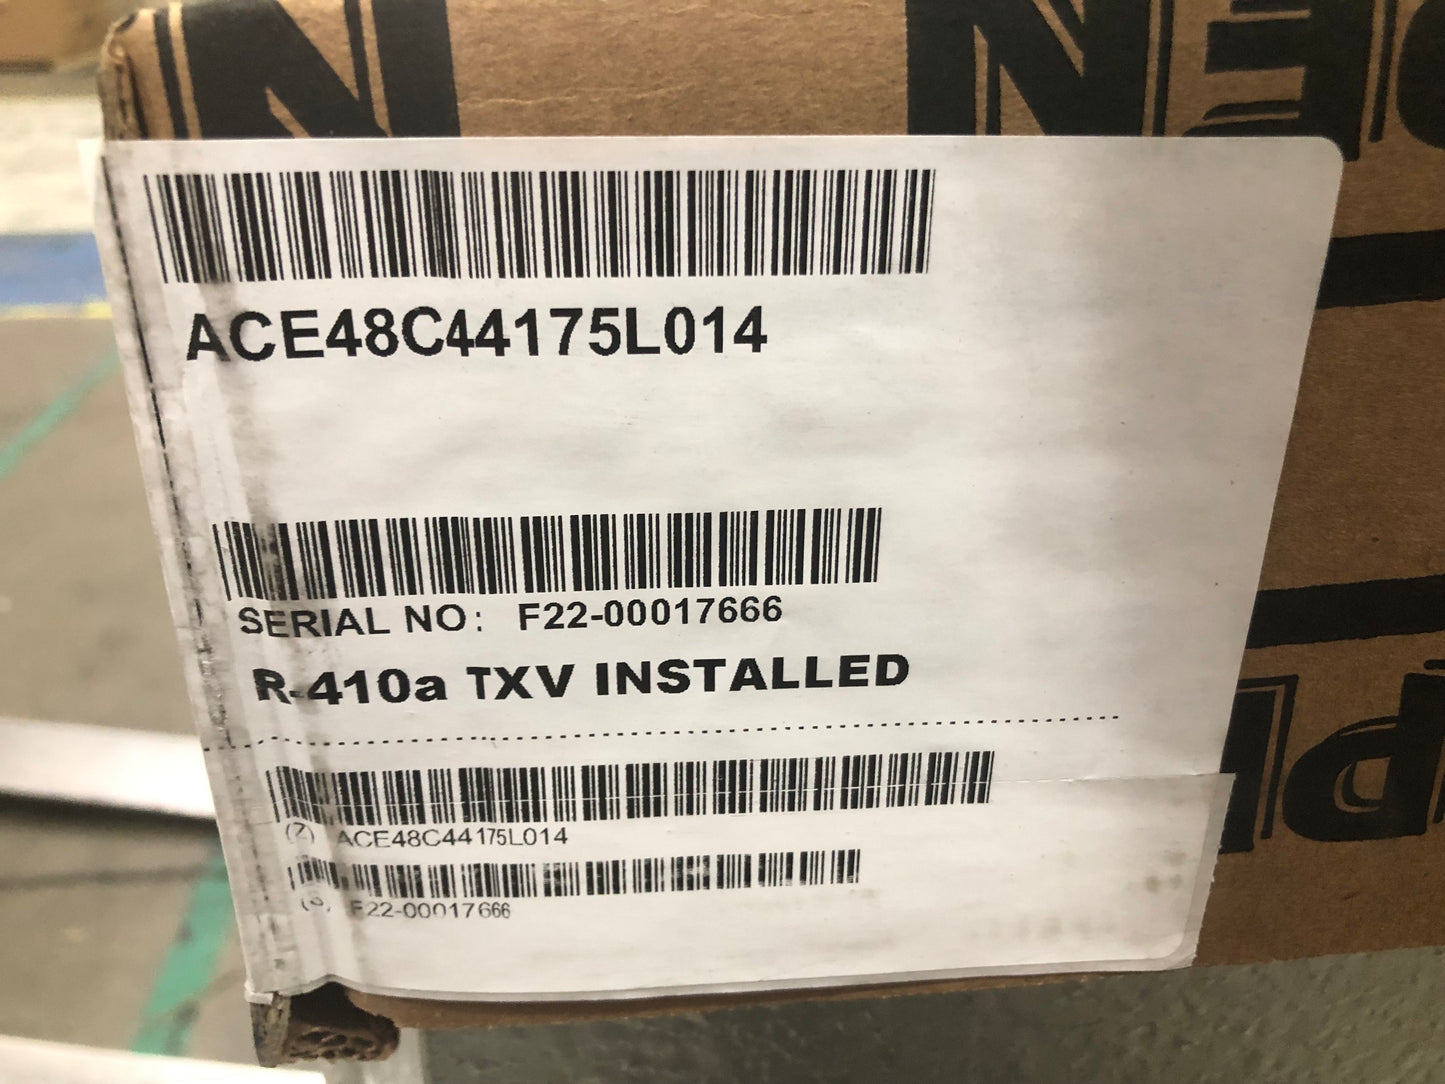 ACE48C44175L014
SERIAL NO: F22-00017666
R-410a TXV INSTALLED
ACE48C44175L014
F22-00017666